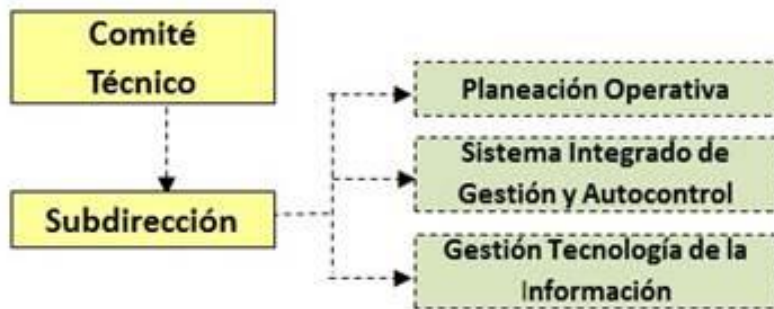 Comité
Técnico
Subdirección
Planeación Operativa
Sistema Integrado de
Gestión y Autocontrol
Gestión Tecnología de la
Información